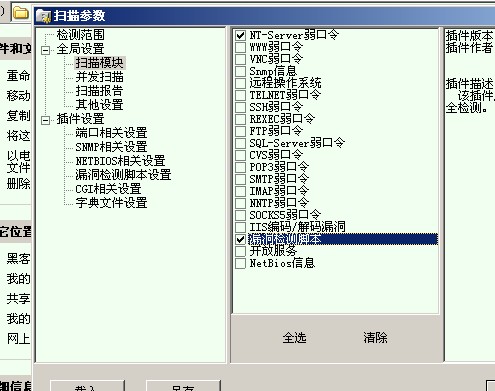 扫描参数
检测范围
全局设置
扫描模块
并发扫描
扫描报告
其他设置
插件设置
端口相关设置
SNMP相关设置
NETBIOS相关设置
漏洞检测脚本设置
CGI相关设置
字典文件设置
NT-Server弱口令
WWW弱口令
VNC弱口令
Snmp信息
远程操作系统
TELNET弱口令
SSH弱口令
REXEC弱口令
FTP弱口令
SQL-Server弱口令
CVS弱口令
POP3弱口令
SMTP弱口令
IMAP弱口令
NNTP弱口令
SOCKS5弱口令
IIS编码/解码漏洞
漏洞检测脚本
开放服务
NetBios信息
全选
清除
插件版本
插件作者
插件描述
该插件
全检测。
件和文
重命
移动
复制
将这
以电
文件
删除
它位置
黑客
我的
共享
我的
网上
细信息
载入
另存